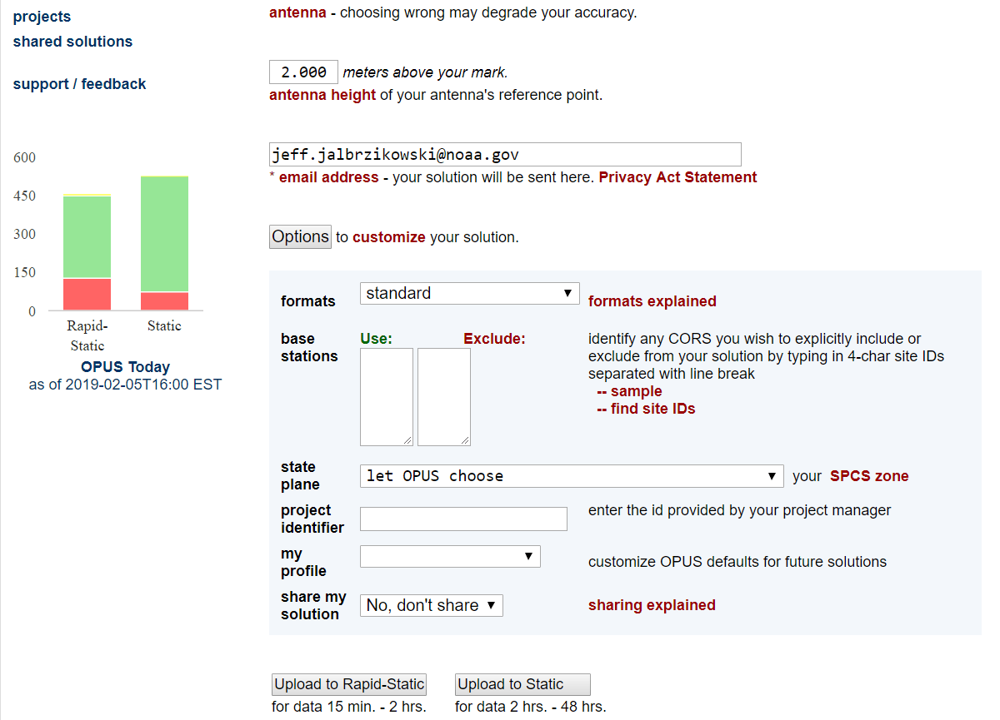 projects
shared solutions
support / feedback
600
450
300
150
0
Rapid-
Static
Static
OPUS Today
as of 2019-02-05T16:00 EST
antenna - choosing wrong may degrade your accuracy.
2.000 meters above your mark.
antenna height of your antenna's reference point.
jeff.jalbrzikowski@noaa.gov
* email address - your solution will be sent here. Privacy Act Statement
Options to customize your solution.
formats standard formats explained
base
stations
Use: Exclude:
identify any CORS you wish to explicitly include or
exclude from your solution by typing in 4-char site IDs
separated with line break
-- sample
-- find site IDs
state
plane
let OPUS choose your SPCS zone
project
identifier
enter the id provided by your project manager
my
profile
customize OPUS defaults for future solutions
share my
solution
No, don't share sharing explained
Upload to Rapid-Static Upload to Static
for data 15 min. - 2 hrs. for data 2 hrs. - 48 hrs.